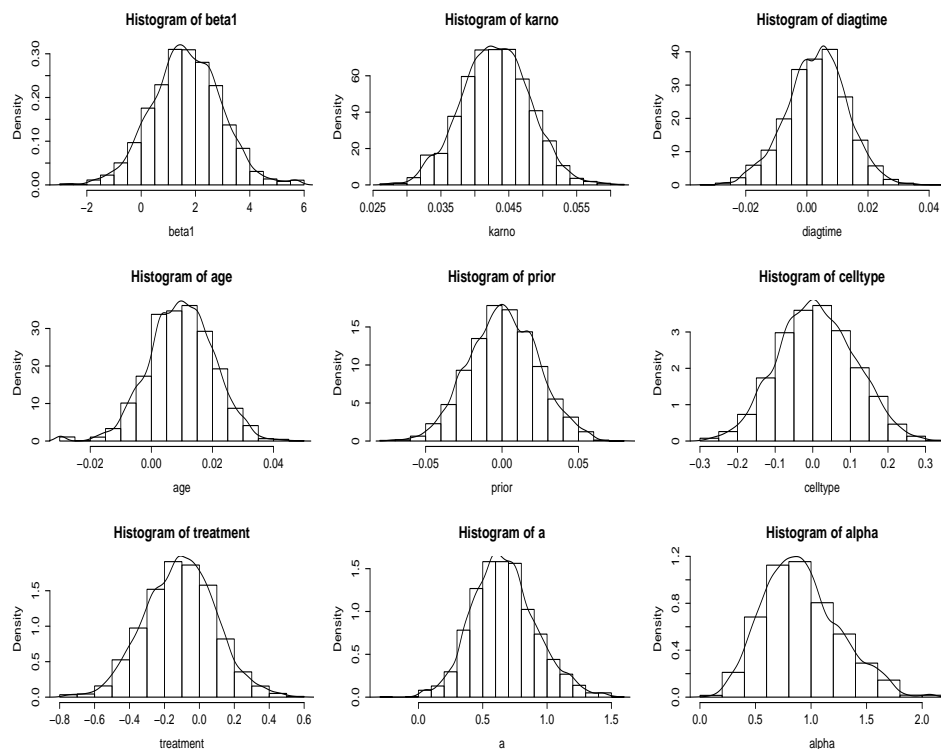 Histogram of beta1
Density
0.00 0.10 0.20 0.30
−2 0 2 4 6
beta1
Histogram of karno
Density
0 20 40 60
0.025 0.035 0.045 0.055
karno
Histogram of diagtime
Density
0 10 20 30 40
−0.02 0.00 0.02 0.04
diagtime
Histogram of age
Density
0 10 20 30
−0.02 0.00 0.02 0.04
age
Histogram of prior
Density
0 5 10 15
−0.05 0.00 0.05
prior
Histogram of celltype
Density
0 1 2 3
−0.3 −0.2 −0.1 0.0 0.1 0.2 0.3
celltype
Histogram of treatment
Density
0.0 0.5 1.0 1.5
−0.8 −0.6 −0.4 −0.2 0.0 0.2 0.4 0.6
treatment
Histogram of a
Density
0.0 0.5 1.0 1.5
0.0 0.5 1.0 1.5
a
Histogram of alpha
Density
0.0 0.4 0.8 1.2
0.0 0.5 1.0 1.5 2.0
alpha